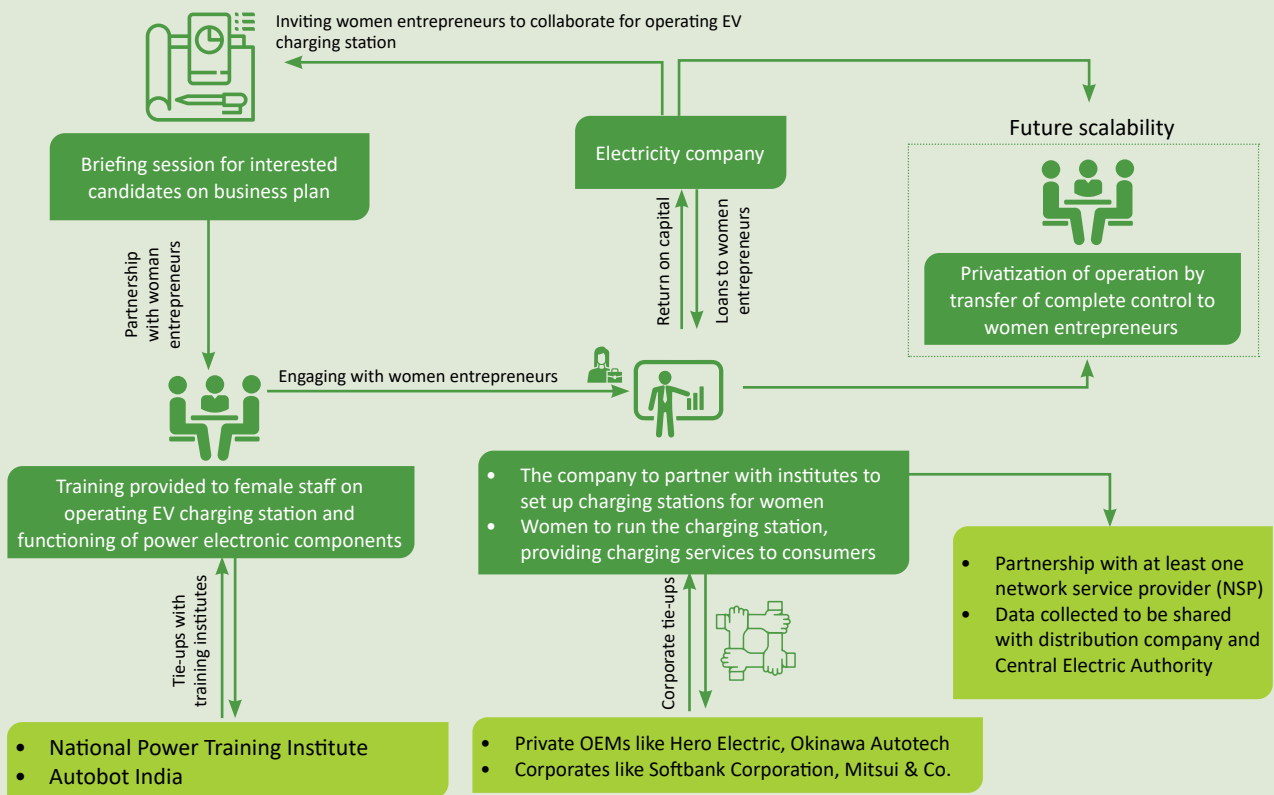 Inviting women entrepreneurs to collaborate for operating EV
charging station
Briefing session for interested
candidates on business plan
Electricity company
Future scalability
Privatization of operation by
transfer of complete control to
women entrepreneurs
Partnership
with woman
entrepreneurs
Return on capital
Loans to women
entrepreneurs
Engaging with women entrepreneurs
Training provided to female staff on
operating EV charging station and
functioning of power electronic components
• The company to partner with institutes to
set up charging stations for women
• Women to run the charging station,
providing charging services to consumers
• Partnership with at least one
network service provider (NSP)
• Data collected to be shared
with distribution company and
Central Electric Authority
Tie-ups with
training institutes
Corporate tie-ups
• National Power Training Institute
• Autobot India
• Private OEMs like Hero Electric, Okinawa Autotech
• Corporates like Softbank Corporation, Mitsui & Co.